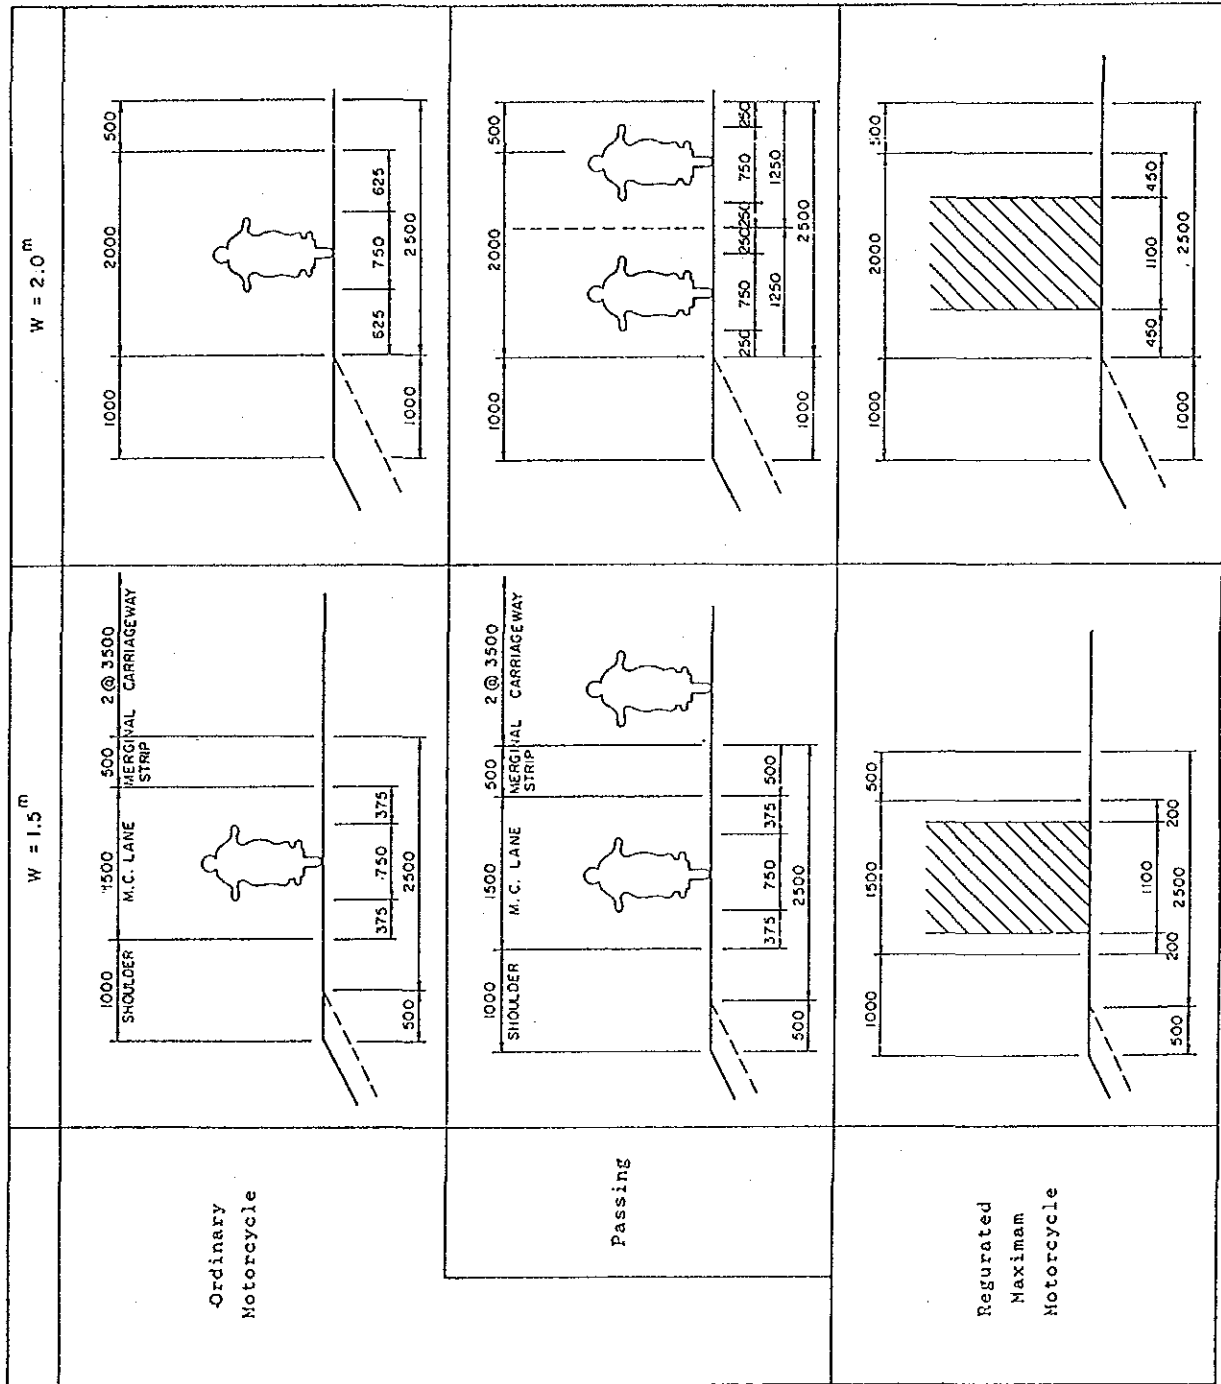 W = 1.5 m
W = 2.0 m
Ordinary
Motorcycle
1000 1500 500 2 @ 3500
SHOULDER M.C. LANE MERGINAL CARRIAGEWAY
STRIP
375 750 375
500 2500
1000 2000 500
625 750 625
1000 2500
Passing
1000 1500 500 2 @ 3500
SHOULDER M.C. LANE MERGINAL CARRIAGEWAY
STRIP
375 750 375 500
500 2500
1000 2000 500
250 750 250 250 750 250
1250 1250
1000 2500
Regurated
Maximam
Motorcycle
1000 1500 500
200 1100 200
500 2500
1000 2000 500
450 1100 450
1000 2500